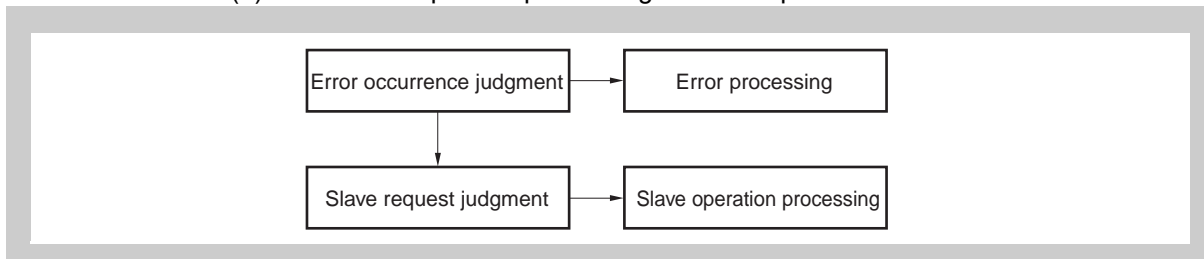 Error occurrence judgment
Error processing
Slave request judgment
Slave operation processing